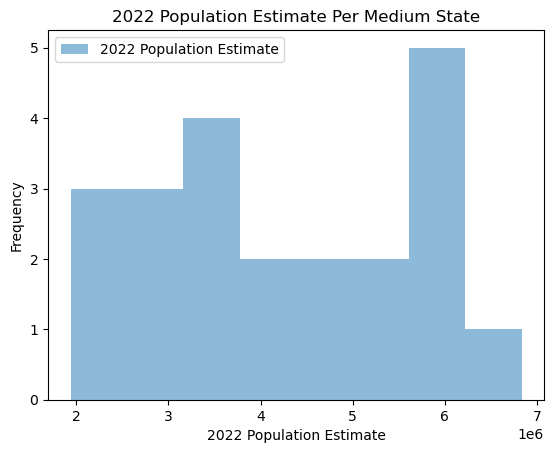 2022 Population Estimate Per Medium State
2022 Population Estimate
Frequency
5
4
3
2
1
0
2 3 4 5 6 7
1e6
2022 Population Estimate